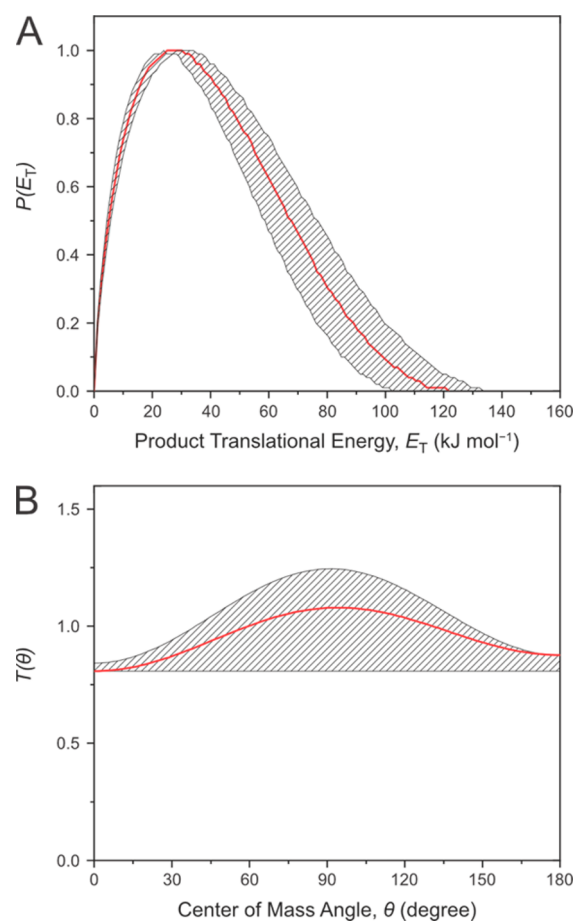 A
1.0
0.8
0.6
0.4
0.2
0.0
P(E_T)
0 20 40 60 80 100 120 140 160
Product Translational Energy, E_T (kJ mol⁻¹)
B
1.5
1.0
0.5
0.0
T(θ)
0 30 60 90 120 150 180
Center of Mass Angle, θ (degree)